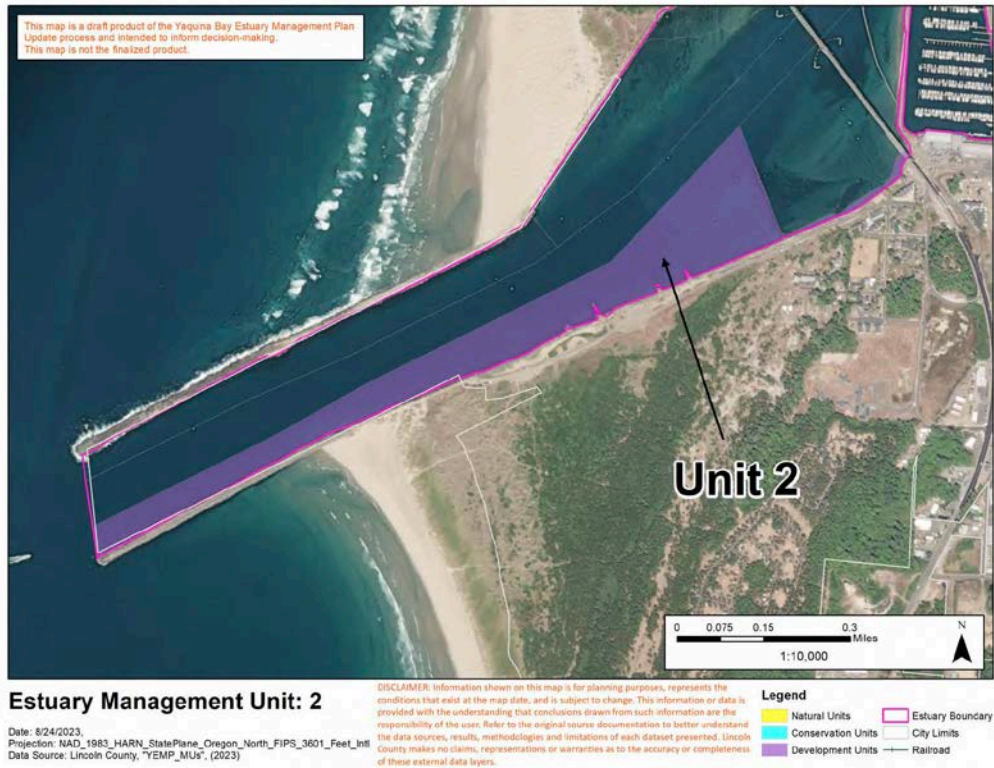 This map is a draft product of the Yaquina Bay Estuary Management Plan
Update process and intended to inform decision-making.
This map is not the finalized product.
Unit 2
0 0.075 0.15 0.3
Miles
1:10,000
N
Estuary Management Unit: 2
Date: 8/24/2023,
Projection: NAD_1983_HARN_StatePlane_Oregon_North_FIPS_3601_Feet_Intl
Data Source: Lincoln County, "YEMP_MUs", (2023)
DISCLAIMER: Information shown on this map is for planning purposes, represents the
conditions that exist at the map date, and is subject to change. This information or data is
provided with the understanding that conclusions drawn from such information are the
responsibility of the user. Refer to the original source documentation to better understand
the data sources, results, methodologies and limitations of each dataset presented. Lincoln
County makes no claims, representations or warranties as to the accuracy or completeness
of these external data layers.
Legend
Natural Units
Conservation Units
Development Units
Estuary Boundary
City Limits
Railroad